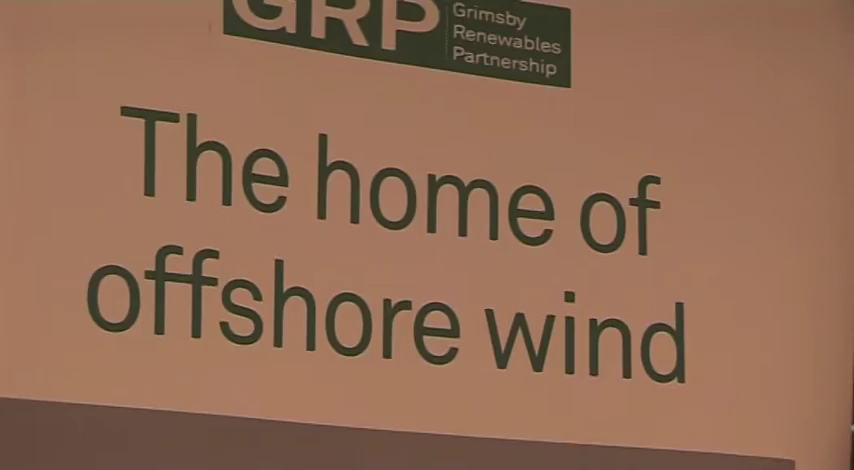 GRP
Grimsby
Renewables
Partnership
The home of
offshore wind